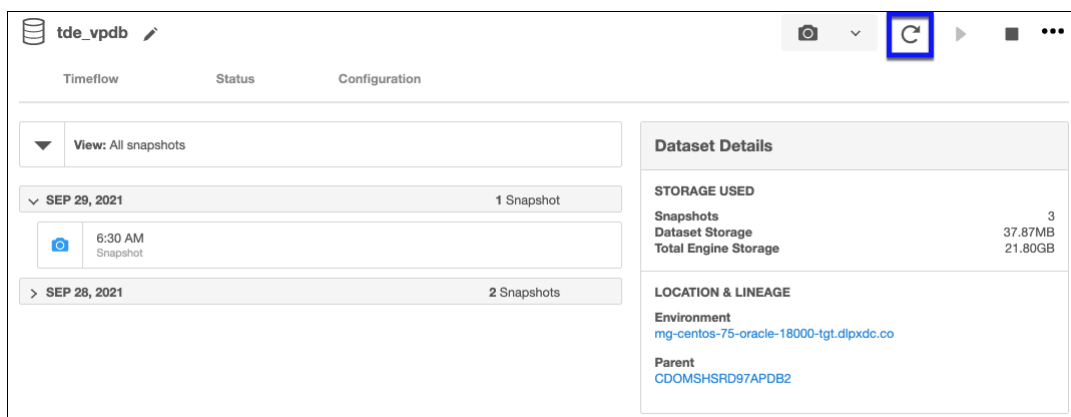 tde_vpdb
Timeflow Status Configuration
View: All snapshots
SEP 29, 2021 1 Snapshot
6:30 AM
Snapshot
SEP 28, 2021 2 Snapshots
Dataset Details
STORAGE USED
Snapshots 3
Dataset Storage 37.87MB
Total Engine Storage 21.80GB
LOCATION & LINEAGE
Environment
mg-centos-75-oracle-18000-tgt.dlpxdc.co
Parent
CDOMSHSRD97APDB2